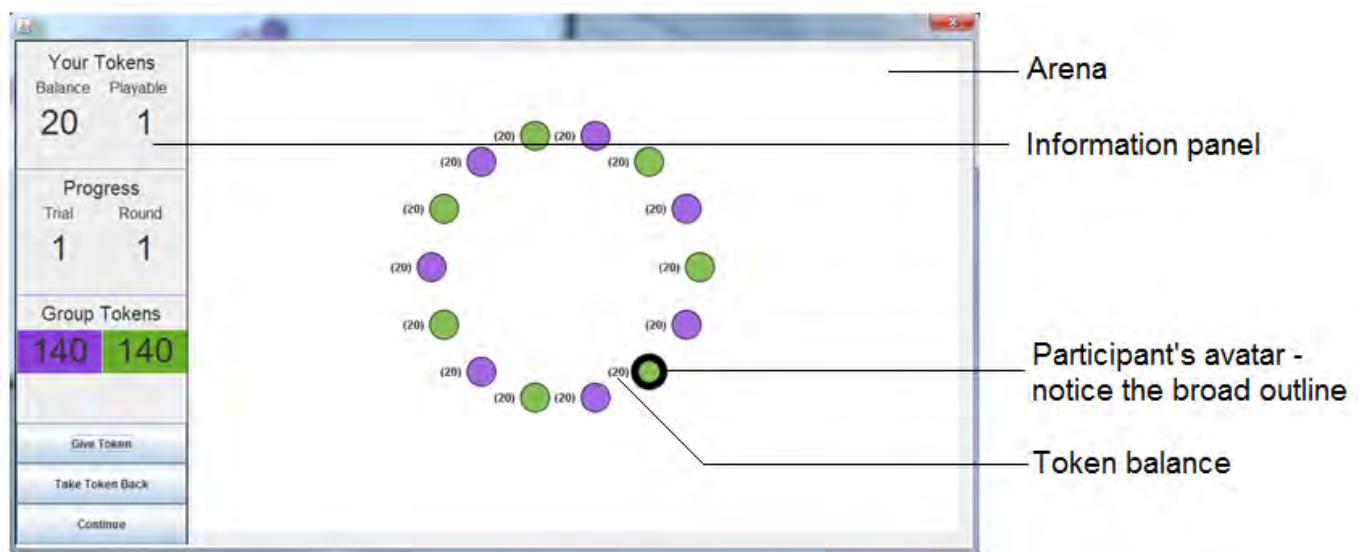 Your Tokens
Balance Playable
20 1
Progress
Trial Round
1 1
Group Tokens
140 140
Give Token
Take Token Back
Continue
(20) (20)
(20) (20)
(20) (20)
(20) (20)
(20) (20)
(20) (20)
(20) (20)
Arena
Information panel
Participant's avatar -
notice the broad outline
Token balance